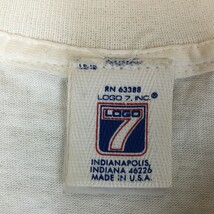 RN 63388
LOGO 7, INC.
LOGO
7
INDIANAPOLIS,
INDIANA 46226
MADE IN U.S.A.